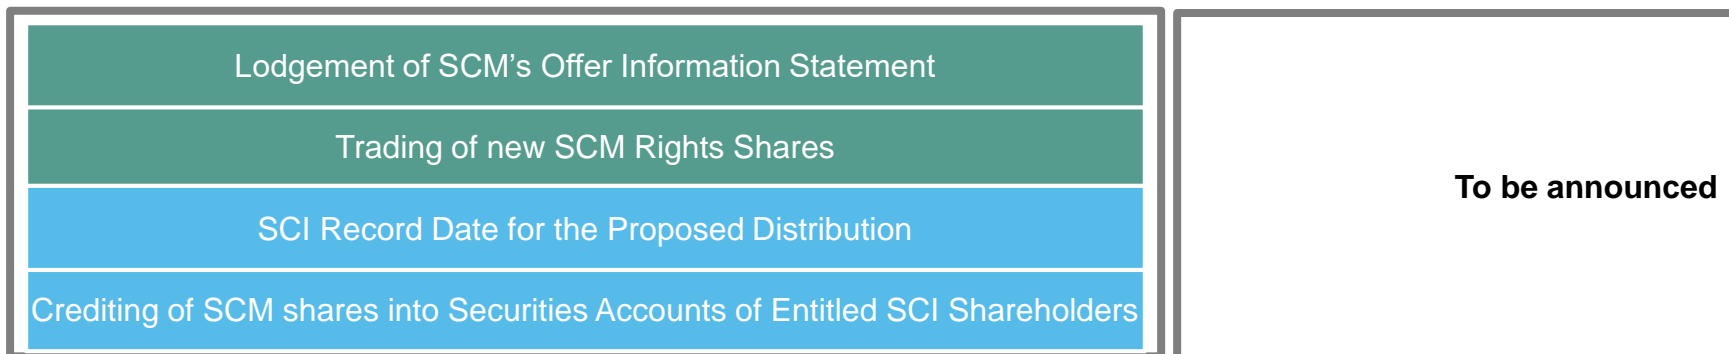 Lodgement of SCM’s Offer Information Statement
Trading of new SCM Rights Shares
SCI Record Date for the Proposed Distribution
Crediting of SCM shares into Securities Accounts of Entitled SCI Shareholders
To be announced